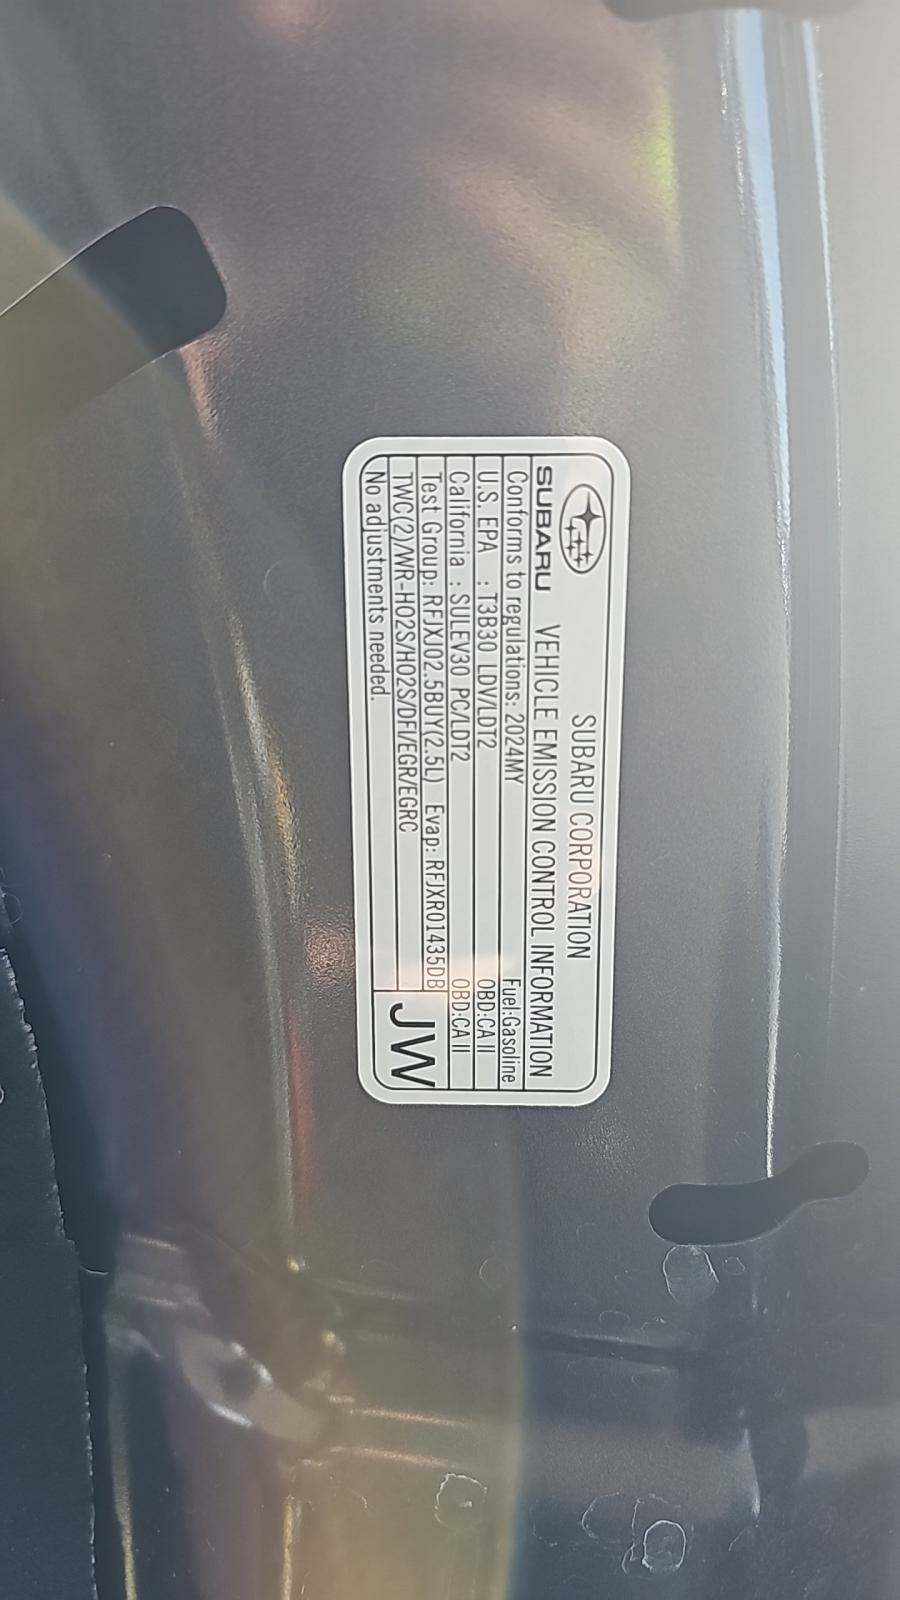 SUBARU CORPORATION
SUBARU VEHICLE EMISSION CONTROL INFORMATION
Conforms to regulations: 2024MY Fuel:Gasoline
U.S. EPA : T3B30 LDV/LDT2 OBD:CA II
California : SULEV30 PC/LDT2 OBD:CA II
Test Group: RFJXJ02.5BUY(2.5L) Evap: RFJXR01435DB
TWC(2)/WR-HO2S/HO2S/DFI/EGR/EGRC
No adjustments needed.
JW